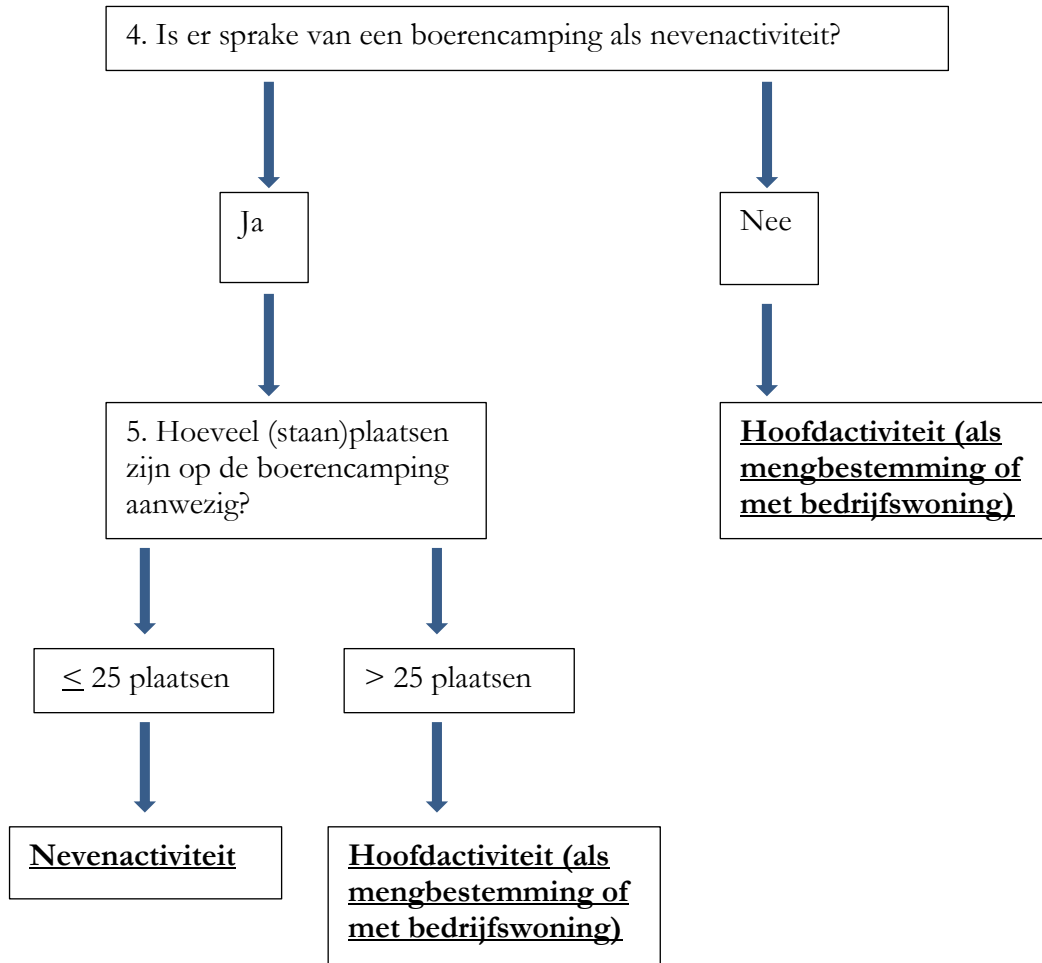 4. Is er sprake van een boerencamping als nevenactiviteit?
Ja
Nee
5. Hoeveel (staan)plaatsen
zijn op de boerencamping
aanwezig?
Hoofdactiviteit (als
mengbestemming of
met bedrijfswoning)
≤ 25 plaatsen
> 25 plaatsen
Nevenactiviteit
Hoofdactiviteit (als
mengbestemming of
met bedrijfswoning)